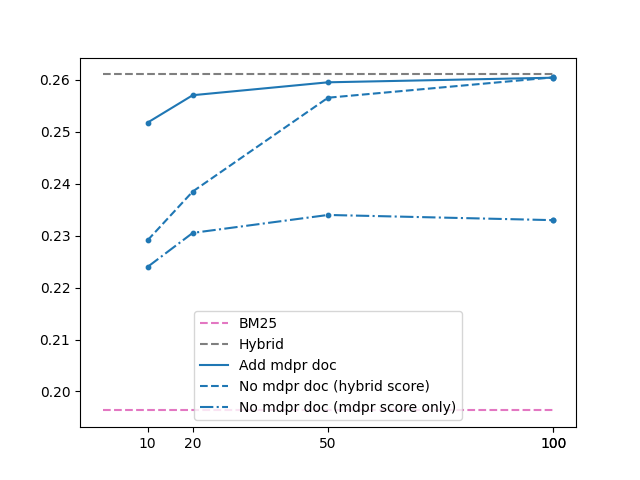 0.26
0.25
0.24
0.23
0.22
0.21
0.20
BM25
Hybrid
Add mdpr doc
No mdpr doc (hybrid score)
No mdpr doc (mdpr score only)
10 20 50 100